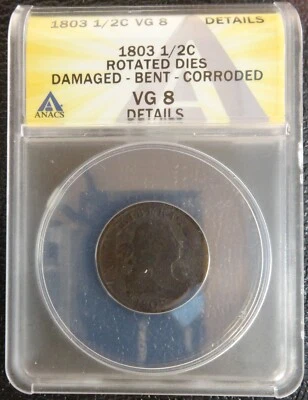 1803 1/2C VG 8 DETAILS
1803 1/2C
ROTATED DIES
DAMAGED - BENT - CORRODED
VG 8
DETAILS
ANACS